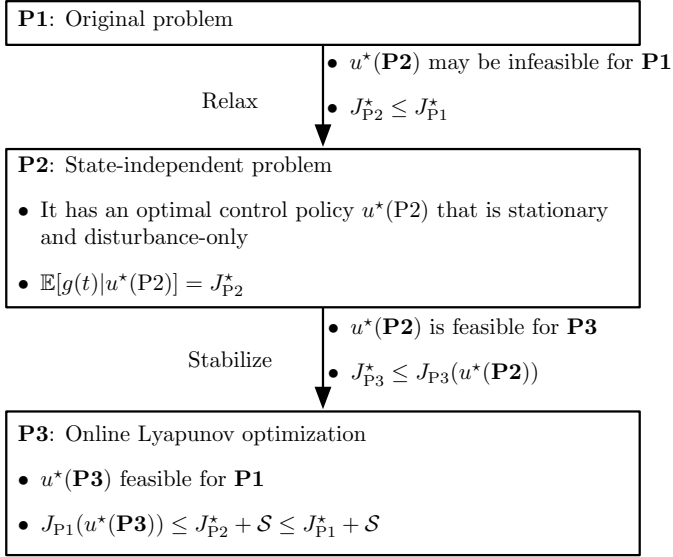 P1: Original problem
• u⋆(P2) may be infeasible for P1
Relax
• J⋆P2 ≤ J⋆P1
P2: State-independent problem
• It has an optimal control policy u⋆(P2) that is stationary
and disturbance-only
• 𝔼[g(t)|u⋆(P2)] = J⋆P2
• u⋆(P2) is feasible for P3
Stabilize
• J⋆P3 ≤ JP3(u⋆(P2))
P3: Online Lyapunov optimization
• u⋆(P3) feasible for P1
• JP1(u⋆(P3)) ≤ J⋆P2 + 𝒮 ≤ J⋆P1 + 𝒮